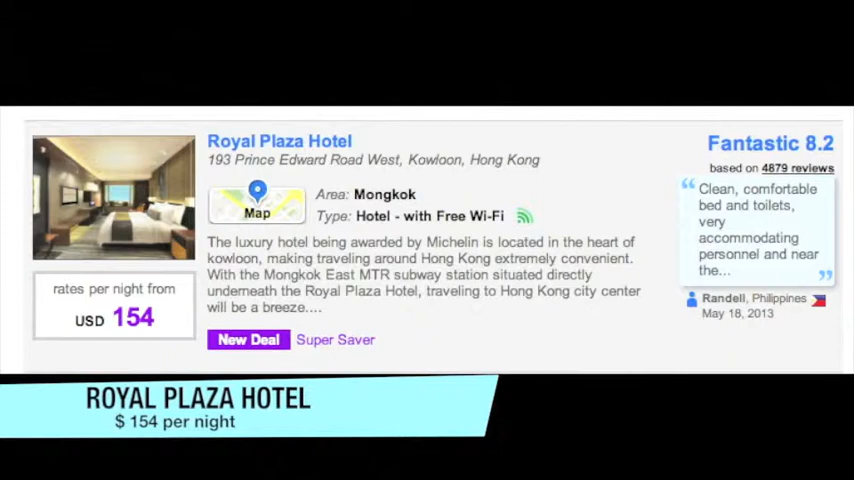 Royal Plaza Hotel
193 Prince Edward Road West, Kowloon, Hong Kong
Map
Area: Mongkok
Type: Hotel - with Free Wi-Fi
The luxury hotel being awarded by Michelin is located in the heart of
kowloon, making traveling around Hong Kong extremely convenient.
With the Mongkok East MTR subway station situated directly
underneath the Royal Plaza Hotel, traveling to Hong Kong city center
will be a breeze....
New Deal Super Saver
rates per night from
USD 154
Fantastic 8.2
based on 4879 reviews
“ Clean, comfortable
bed and toilets,
very
accommodating
personnel and near
the... ”
Randell, Philippines
May 18, 2013
ROYAL PLAZA HOTEL
$ 154 per night